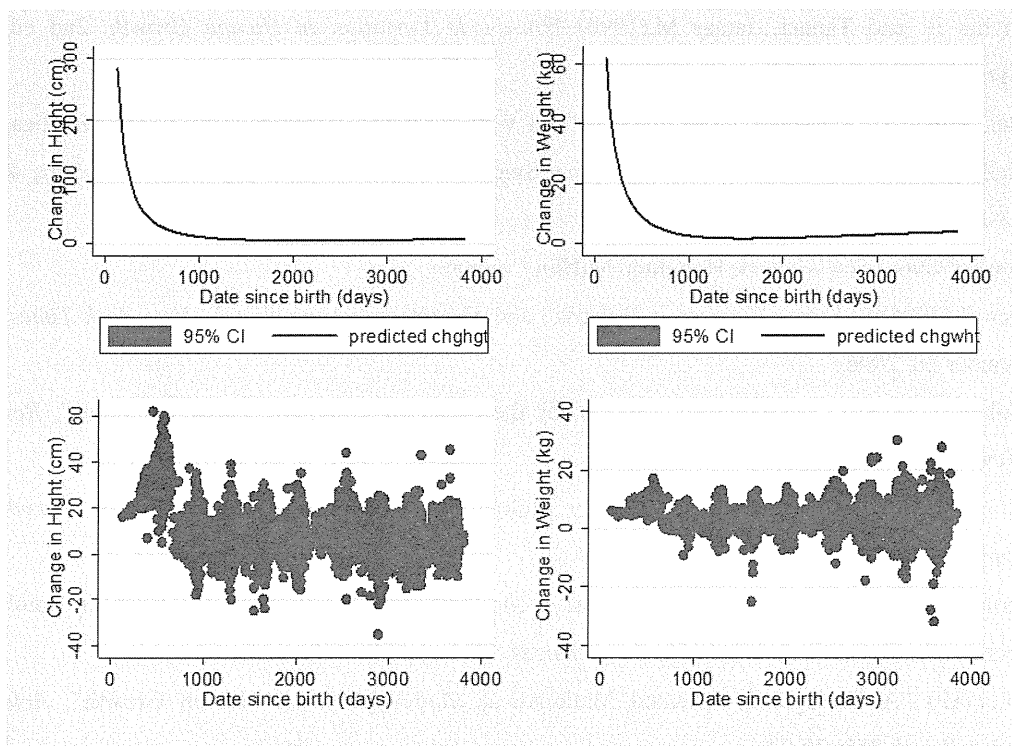 Change in Hight (cm)
0 100 200 300
0 1000 2000 3000 4000
Date since birth (days)
95% CI predicted chghgt
Change in Weight (kg)
0 20 40 60
0 1000 2000 3000 4000
Date since birth (days)
95% CI predicted chgwht
Change in Hight (cm)
-40 -20 0 20 40 60
0 1000 2000 3000 4000
Date since birth (days)
Change in Weight (kg)
-40 -20 0 20 40
0 1000 2000 3000 4000
Date since birth (days)